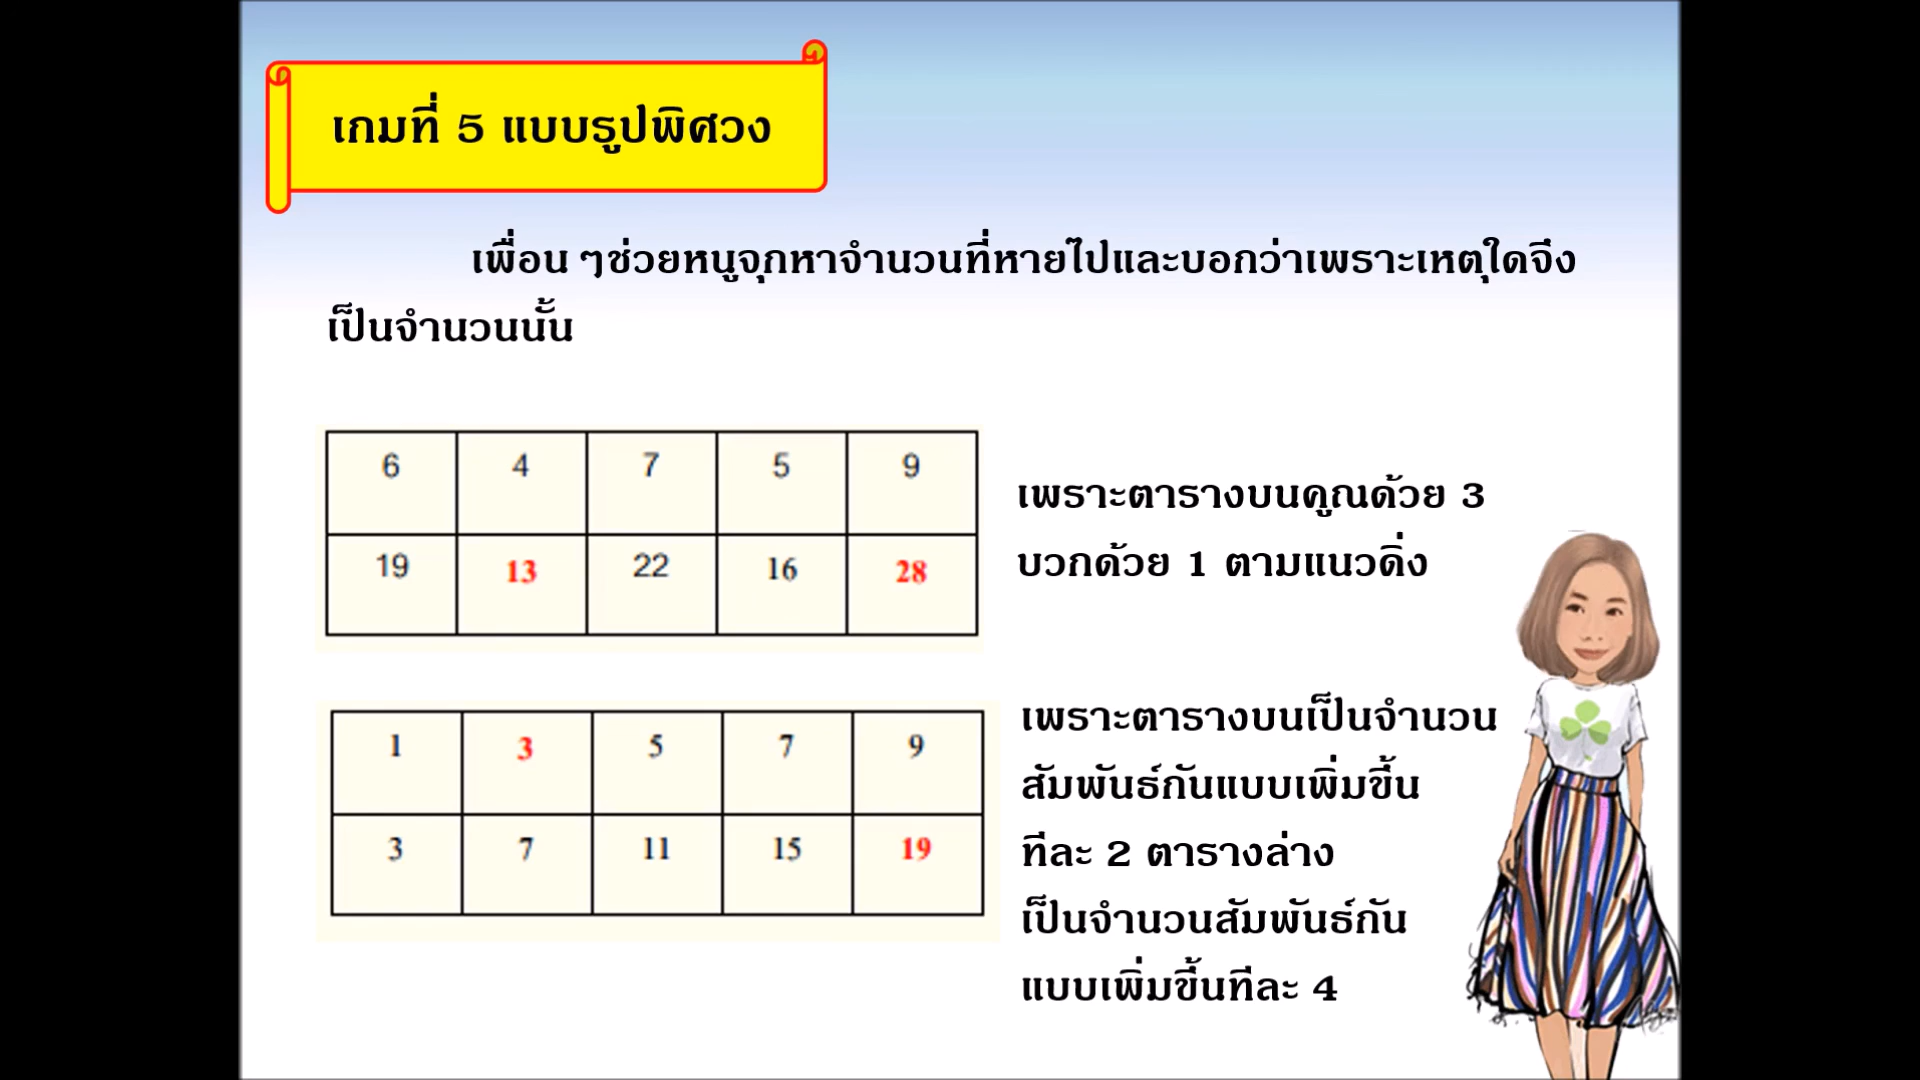 เกมที่ 5 แบบรูปพิศวง
เพื่อน ๆช่วยหนูจุกหาจำนวนที่หายไปและบอกว่าเพราะเหตุใดจึง
เป็นจำนวนนั้น
6 4 7 5 9
19 13 22 16 28
เพราะตารางบนคูณด้วย 3
บวกด้วย 1 ตามแนวดิ่ง
1 3 5 7 9
3 7 11 15 19
เพราะตารางบนเป็นจำนวน
สัมพันธ์กันแบบเพิ่มขึ้น
ทีละ 2 ตารางล่าง
เป็นจำนวนสัมพันธ์กัน
แบบเพิ่มขึ้นทีละ 4